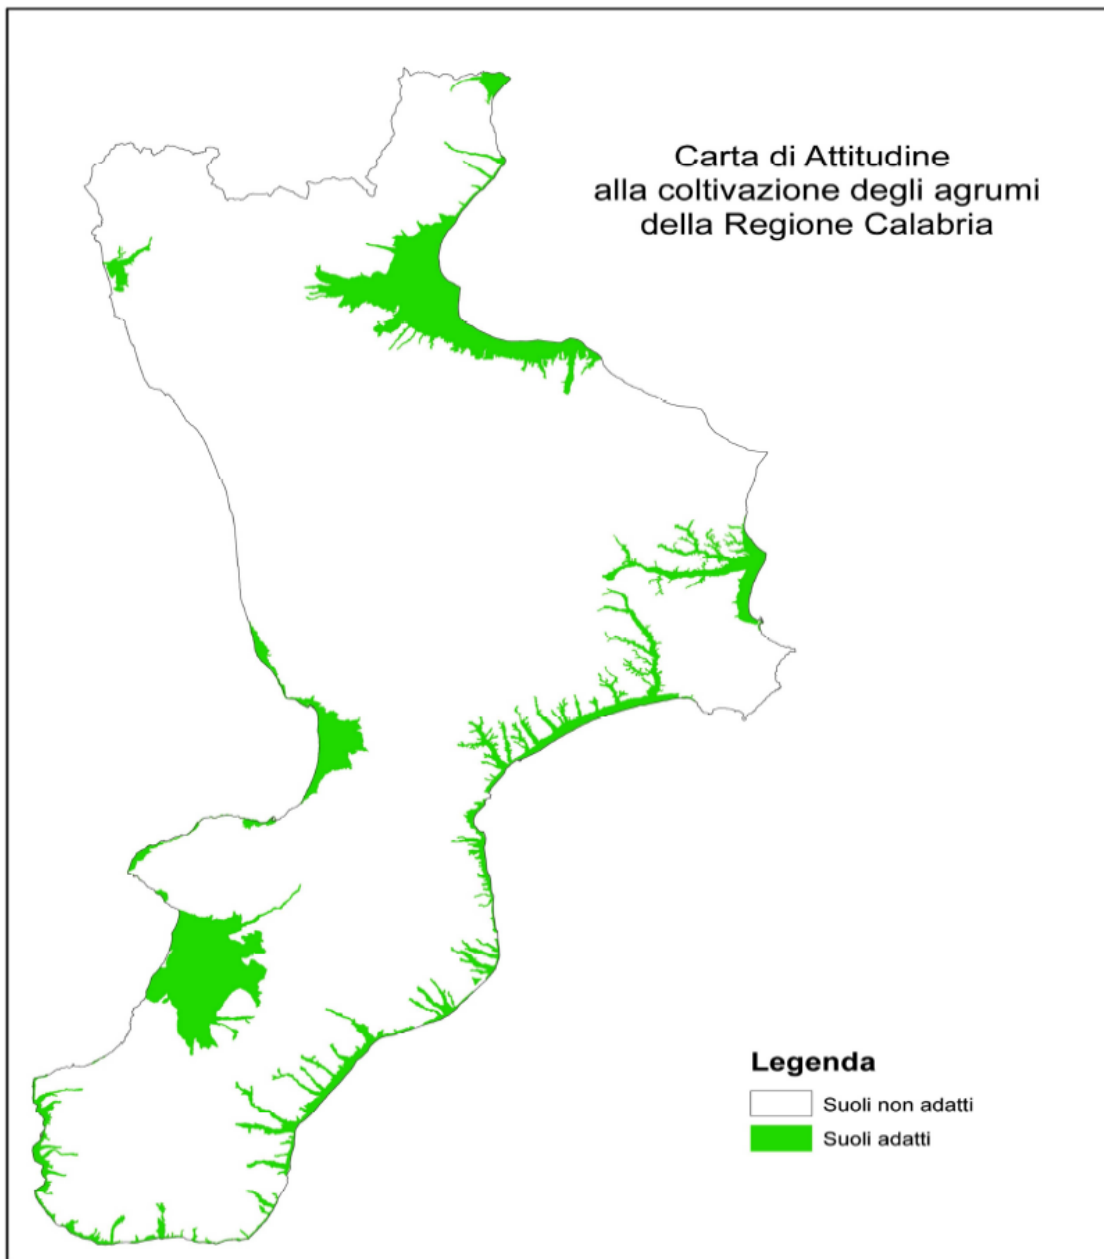 Carta di Attitudine
alla coltivazione degli agrumi
della Regione Calabria
Legenda
Suoli non adatti
Suoli adatti